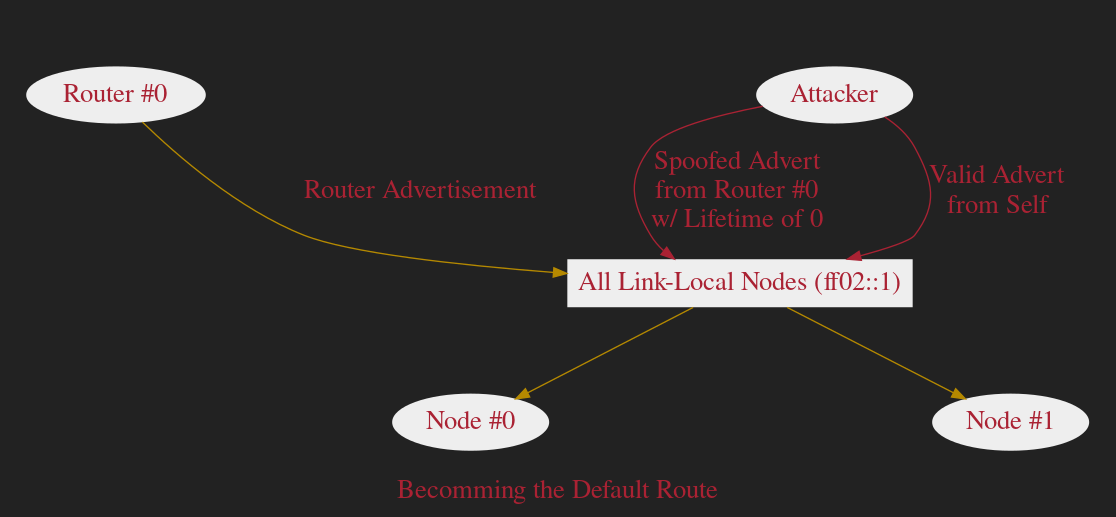 Router #0
Attacker
Router Advertisement
Spoofed Advert
from Router #0
w/ Lifetime of 0
Valid Advert
from Self
All Link-Local Nodes (ff02::1)
Node #0
Node #1
Becomming the Default Route